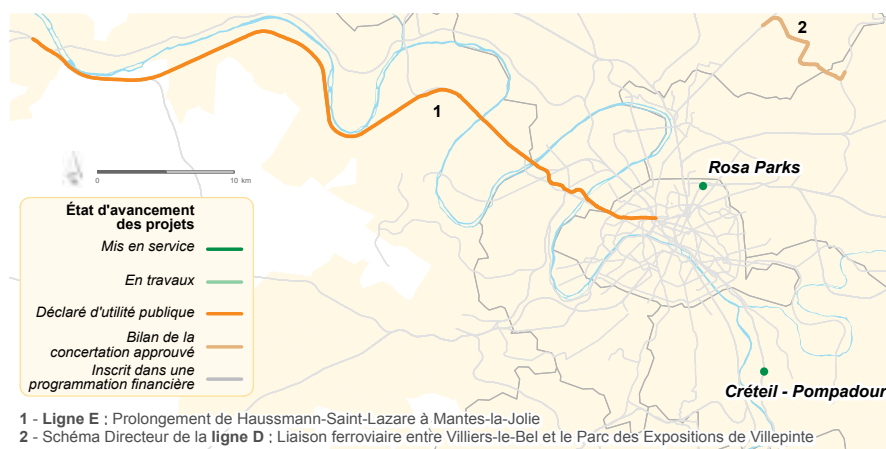 2
1
Rosa Parks
0 10 km
État d'avancement
des projets
Mis en service
En travaux
Déclaré d'utilité publique
Bilan de la
concertation approuvé
Inscrit dans une
programmation financière
Créteil - Pompadour
1 - Ligne E : Prolongement de Haussmann-Saint-Lazare à Mantes-la-Jolie
2 - Schéma Directeur de la ligne D : Liaison ferroviaire entre Villiers-le-Bel et le Parc des Expositions de Villepinte